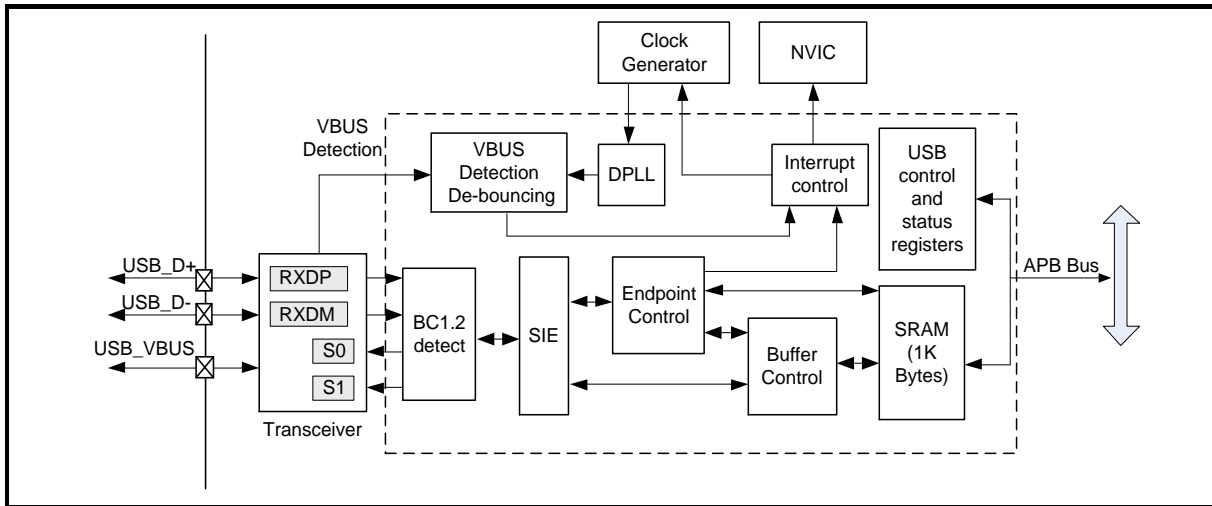 Clock
Generator
NVIC
VBUS
Detection
VBUS
Detection
De-bouncing
DPLL
Interrupt
control
USB
control
and
status
registers
USB_D+
USB_D-
USB_VBUS
RXDP
RXDM
S0
S1
Transceiver
BC1.2
detect
SIE
Endpoint
Control
Buffer
Control
SRAM
(1K
Bytes)
APB Bus